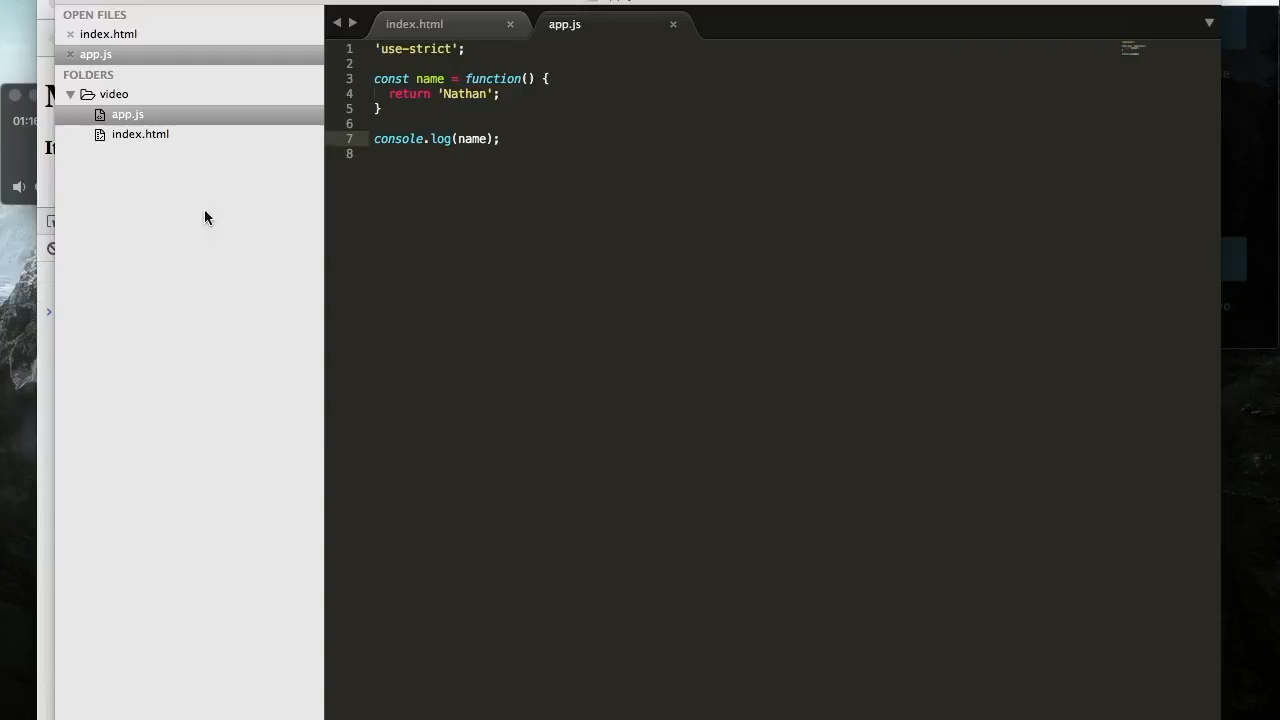 OPEN FILES
index.html
app.js
FOLDERS
video
app.js
index.html
index.html
app.js
1 'use-strict';
2
3 const name = function() {
4 return 'Nathan';
5 }
6
7 console.log(name);
8
01:16